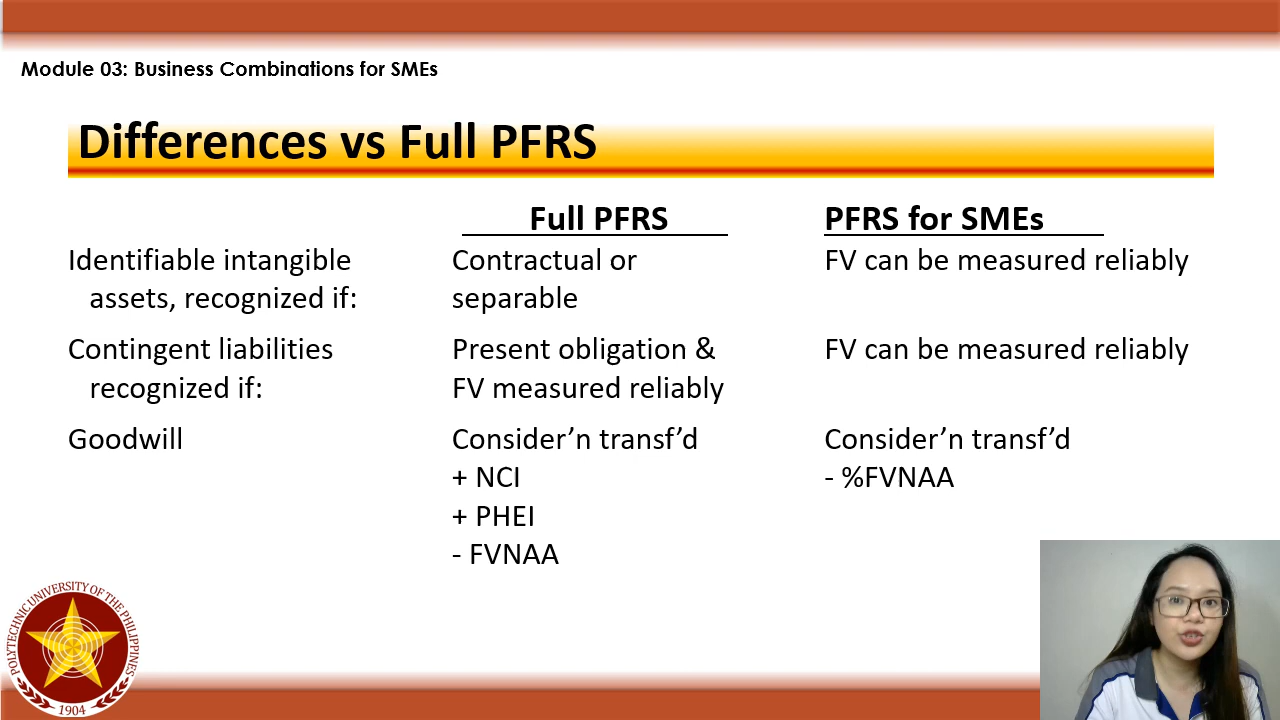 Module 03: Business Combinations for SMEs
Differences vs Full PFRS
Full PFRS
PFRS for SMEs
Identifiable intangible
assets, recognized if:
Contractual or
separable
FV can be measured reliably
Contingent liabilities
recognized if:
Present obligation &
FV measured reliably
FV can be measured reliably
Goodwill
Consider’n transf’d
+ NCI
+ PHEI
- FVNAA
Consider’n transf’d
- %FVNAA
POLYTECHNIC UNIVERSITY OF THE PHILIPPINES
1904